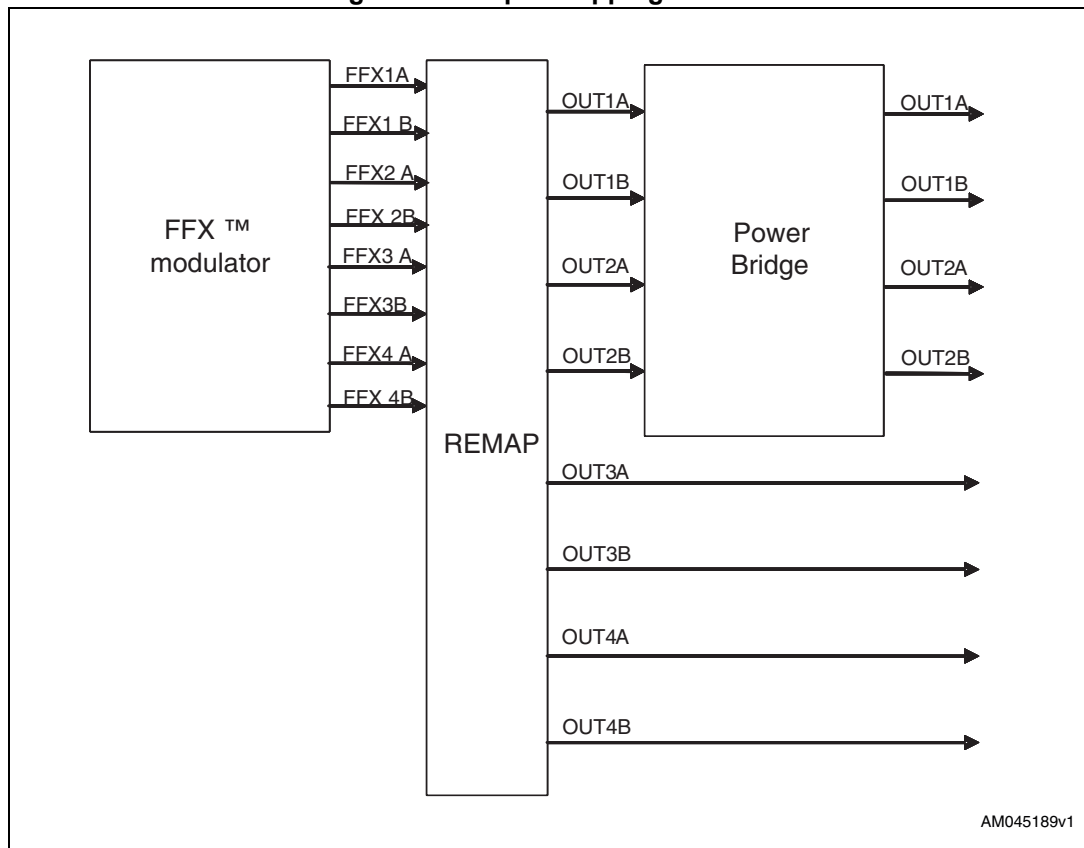 FFX ™
modulator
FFX1A
FFX1 B
FFX2 A
FFX 2B
FFX3 A
FFX3B
FFX4 A
FFX 4B
REMAP
OUT1A
OUT1B
OUT2A
OUT2B
OUT3A
OUT3B
OUT4A
OUT4B
Power
Bridge
OUT1A
OUT1B
OUT2A
OUT2B
AM045189v1